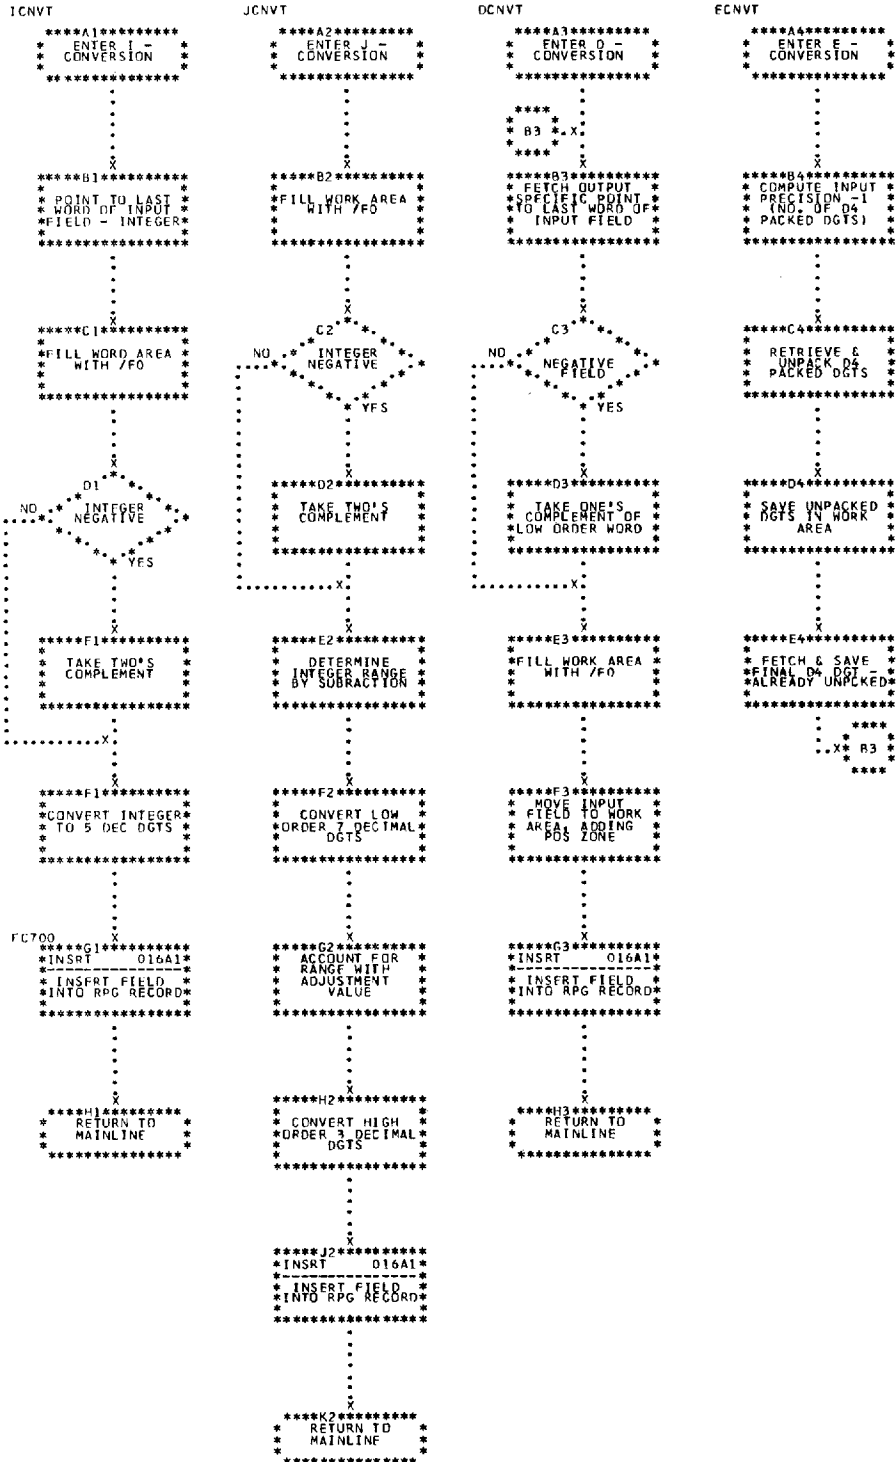 ICNVT
****A1*********
ENTER I -
CONVERSION
*****B1**********
POINT TO LAST
WORD OF INPUT
FIELD - INTEGER
*****C1**********
FILL WORD AREA
WITH /F0
D1
NO
INTEGER
NEGATIVE
YES
TAKE TWO'S
COMPLEMENT
*****F1**********
CONVERT INTEGER
TO 5 DEC DGTS
*****G1**********
INSRT 016A1
INSERT FIELD
INTO RPG RECORD
****H1*********
RETURN TO
MAINLINE
JCNVT
****A2*********
ENTER J -
CONVERSION
*****B2**********
FILL WORK AREA
WITH /F0
C2
NO
INTEGER
NEGATIVE
YES
*****D2**********
TAKE TWO'S
COMPLEMENT
*****E2**********
DETERMINE
INTEGER RANGE
BY SUBRACTION
*****F2**********
CONVERT LOW
ORDER 7 DECIMAL
DGTS
*****G2**********
ACCOUNT FOR
RANGE WITH
ADJUSTMENT
VALUE
*****H2**********
CONVERT HIGH
ORDER 3 DECIMAL
DGTS
*****J2**********
INSRT 016A1
INSERT FIELD
INTO RPG RECORD
****K2*********
RETURN TO
MAINLINE
DCNVT
****A3*********
ENTER D -
CONVERSION
B3
*****B3**********
FETCH OUTPUT
SPECIFIC POINT
TO LAST WORD OF
INPUT FIELD
C3
NO
NEGATIVE
FIELD
YES
*****D3**********
TAKE ONE'S
COMPLEMENT OF
LOW ORDER WORD
*****E3**********
FILL WORK AREA
WITH /F0
*****F3**********
MOVE INPUT
FIELD TO WORK
AREA, ADDING
POS ZONE
*****G3**********
INSRT 016A1
INSERT FIELD
INTO RPG RECORD
****H3*********
RETURN TO
MAINLINE
ECNVT
****A4*********
ENTER E -
CONVERSION
*****B4**********
COMPUTE INPUT
PRECISION -1
(NO. OF D4
PACKED DGTS)
*****C4**********
RETRIEVE &
UNPACK D4
PACKED DGTS
*****D4**********
SAVE UNPACKED
DGTS IN WORK
AREA
*****E4**********
FETCH & SAVE
FINAL D4 DGT -
ALREADY UNPCKED
B3